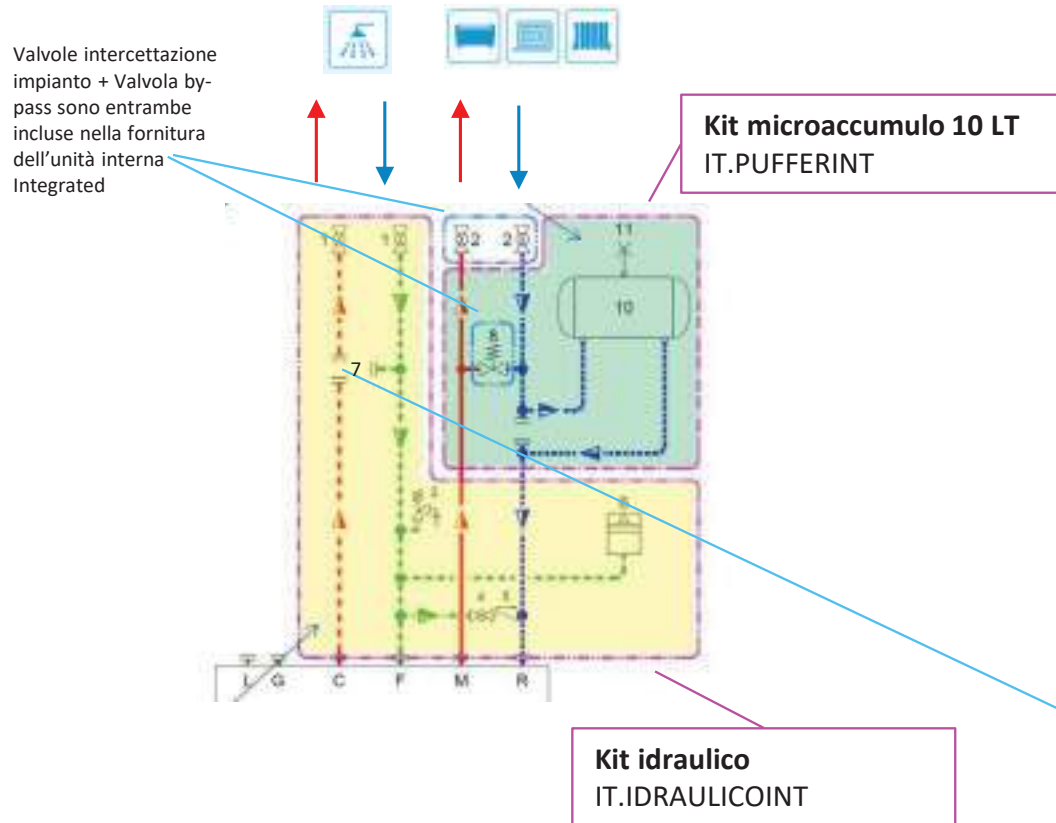 Valvole intercettazione
impianto + Valvola by-
pass sono entrambe
incluse nella fornitura
dell'unità interna
Integrated
Kit microaccumulo 10 LT
IT.PUFFERINT
1
1
2
2
11
10
7
L G C F M R
Kit idraulico
IT.IDRAULICOINT